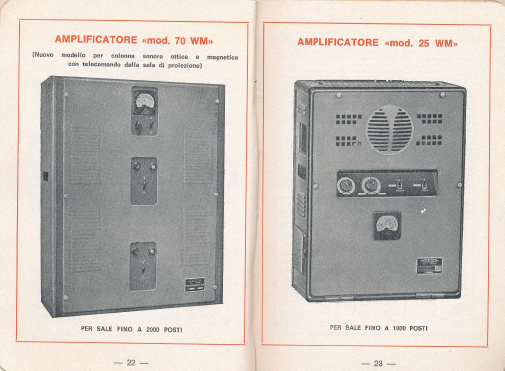 AMPLIFICATORE «mod. 70 WM»
(Nuovo modello per colonna sonora ottica e magnetica
con telecomando dalla sala di proiezione)
PER SALE FINO A 2000 POSTI
— 22 —
AMPLIFICATORE «mod. 25 WM»
PER SALE FINO A 1000 POSTI
— 23 —